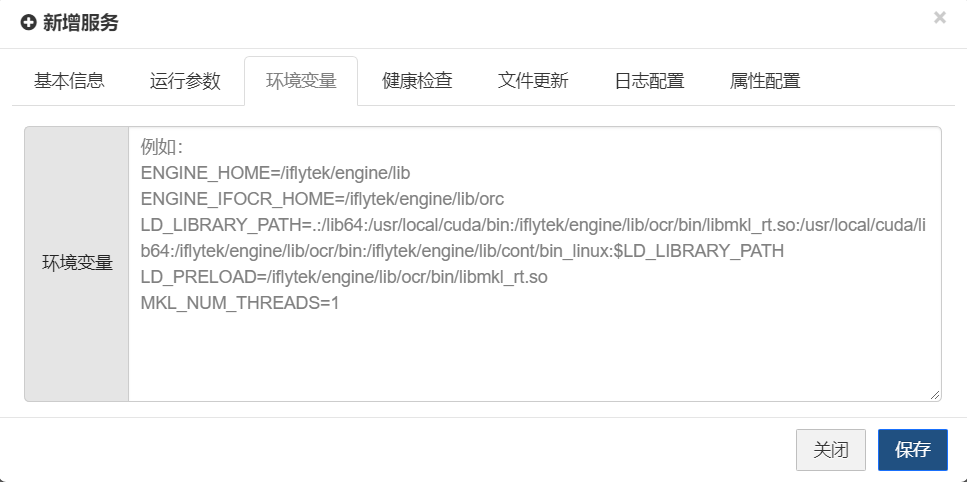 新增服务
×
基本信息 运行参数 环境变量 健康检查 文件更新 日志配置 属性配置
环境变量
例如：
ENGINE_HOME=/iflytek/engine/lib
ENGINE_IFOCR_HOME=/iflytek/engine/lib/orc
LD_LIBRARY_PATH=.:/lib64:/usr/local/cuda/bin:/iflytek/engine/lib/ocr/bin/libmkl_rt.so:/usr/local/cuda/li
b64:/iflytek/engine/lib/ocr/bin:/iflytek/engine/lib/cont/bin_linux:$LD_LIBRARY_PATH
LD_PRELOAD=/iflytek/engine/lib/ocr/bin/libmkl_rt.so
MKL_NUM_THREADS=1
关闭 保存